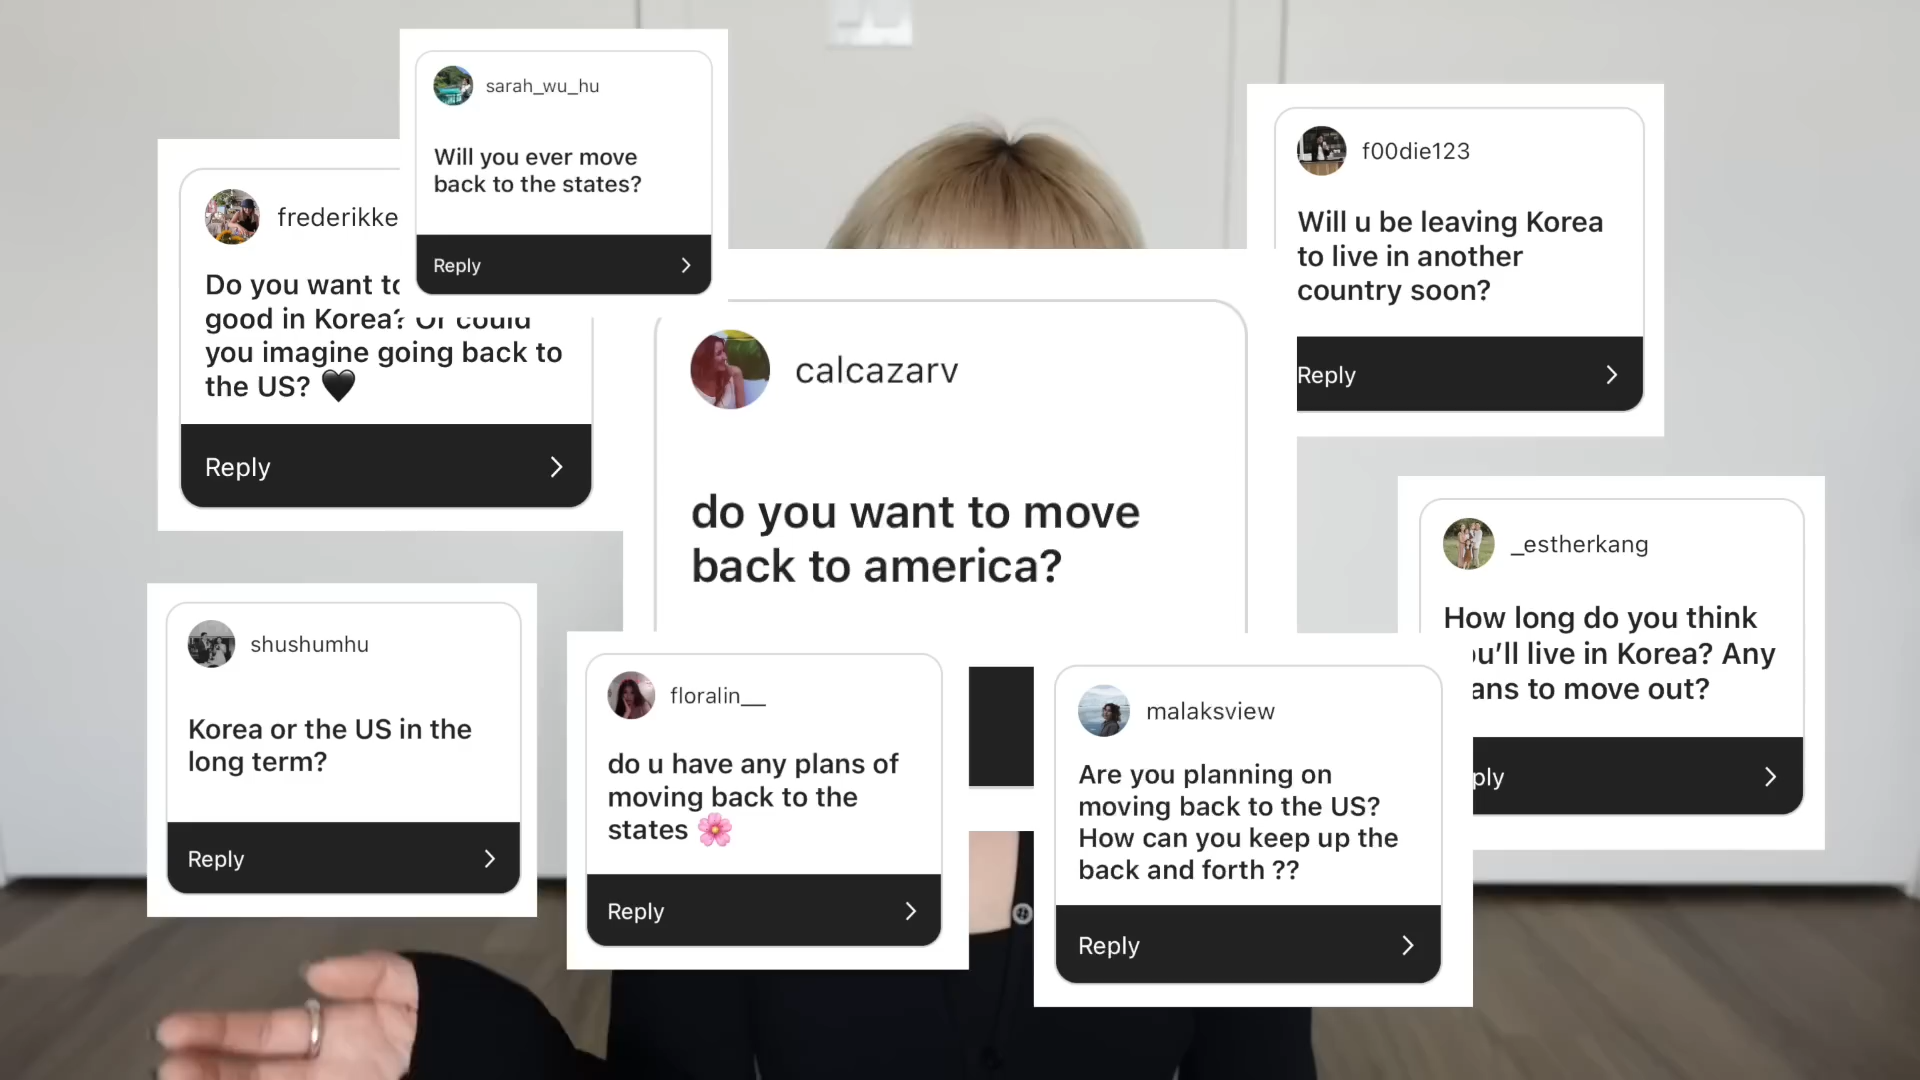 sarah_wu_hu
Will you ever move
back to the states?
Reply
frederikke
Do you want to
good in Korea? Or could
you imagine going back to
the US? 🖤
Reply
calcazarv
do you want to move
back to america?
f00die123
Will u be leaving Korea
to live in another
country soon?
Reply
_estherkang
How long do you think
ou’ll live in Korea? Any
ans to move out?
ply
shushumhu
Korea or the US in the
long term?
Reply
floralin__
do u have any plans of
moving back to the
states 🌸
Reply
malaksview
Are you planning on
moving back to the US?
How can you keep up the
back and forth ??
Reply